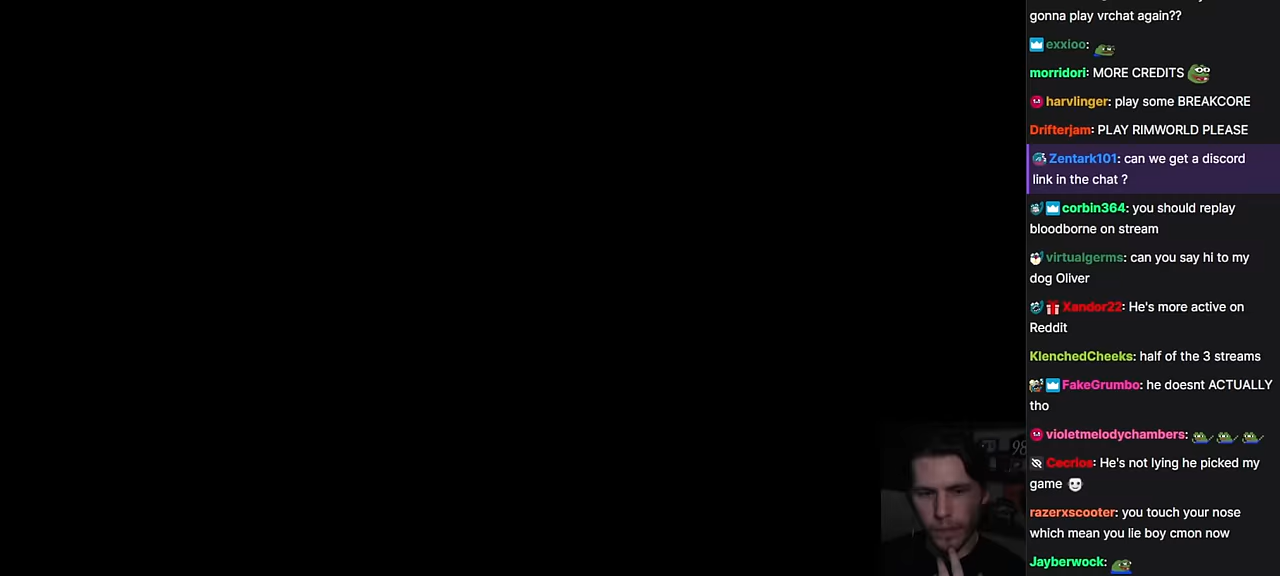 gonna play vrchat again??
exxioo:
morridori: MORE CREDITS
harvlinger: play some BREAKCORE
Drifterjam: PLAY RIMWORLD PLEASE
Zentark101: can we get a discord
link in the chat ?
corbin364: you should replay
bloodborne on stream
virtualgerms: can you say hi to my
dog Oliver
Xandor22: He's more active on
Reddit
KlenchedCheeks: half of the 3 streams
FakeGrumbo: he doesnt ACTUALLY
tho
violetmelodychambers:
Cecrios: He's not lying he picked my
game
razerxscooter: you touch your nose
which mean you lie boy cmon now
Jayberwock:
98